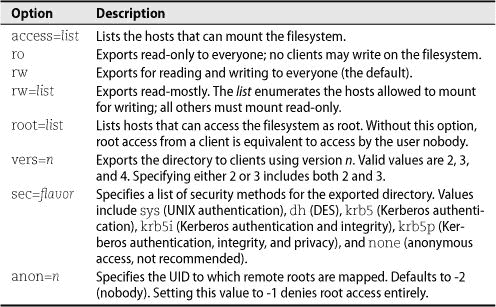 Option Description
access=list Lists the hosts that can mount the filesystem.
ro Exports read-only to everyone; no clients may write on the filesystem.
rw Exports for reading and writing to everyone (the default).
rw=list Exports read-mostly. The list enumerates the hosts allowed to mount
for writing; all others must mount read-only.
root=list Lists hosts that can access the filesystem as root. Without this option,
root access from a client is equivalent to access by the user nobody.
vers=n Exports the directory to clients using version n. Valid values are 2, 3,
and 4. Specifying either 2 or 3 includes both 2 and 3.
sec=flavor Specifies a list of security methods for the exported directory. Values
include sys (UNIX authentication), dh (DES), krb5 (Kerberos authenti-
cation), krb5i (Kerberos authentication and integrity), krb5p (Ker-
beros authentication, integrity, and privacy), and none (anonymous
access, not recommended).
anon=n Specifies the UID to which remote roots are mapped. Defaults to -2
(nobody). Setting this value to -1 denies root access entirely.